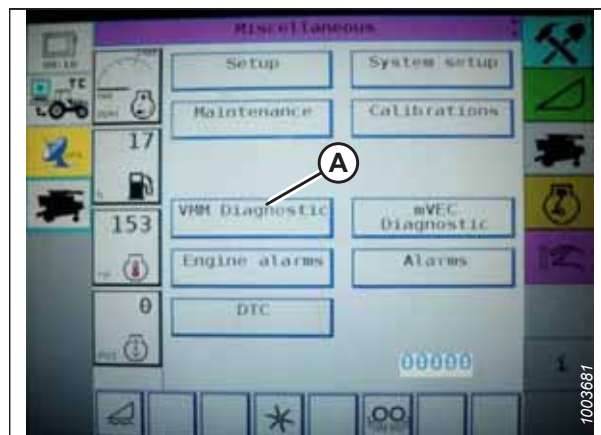 Miscellaneous
Setup
System setup
TC
Maintenance
Calibrations
17
A
VMM Diagnostic
mVEC
Diagnostic
153
Engine alarms
Alarms
0
DTC
00000
i
1003681